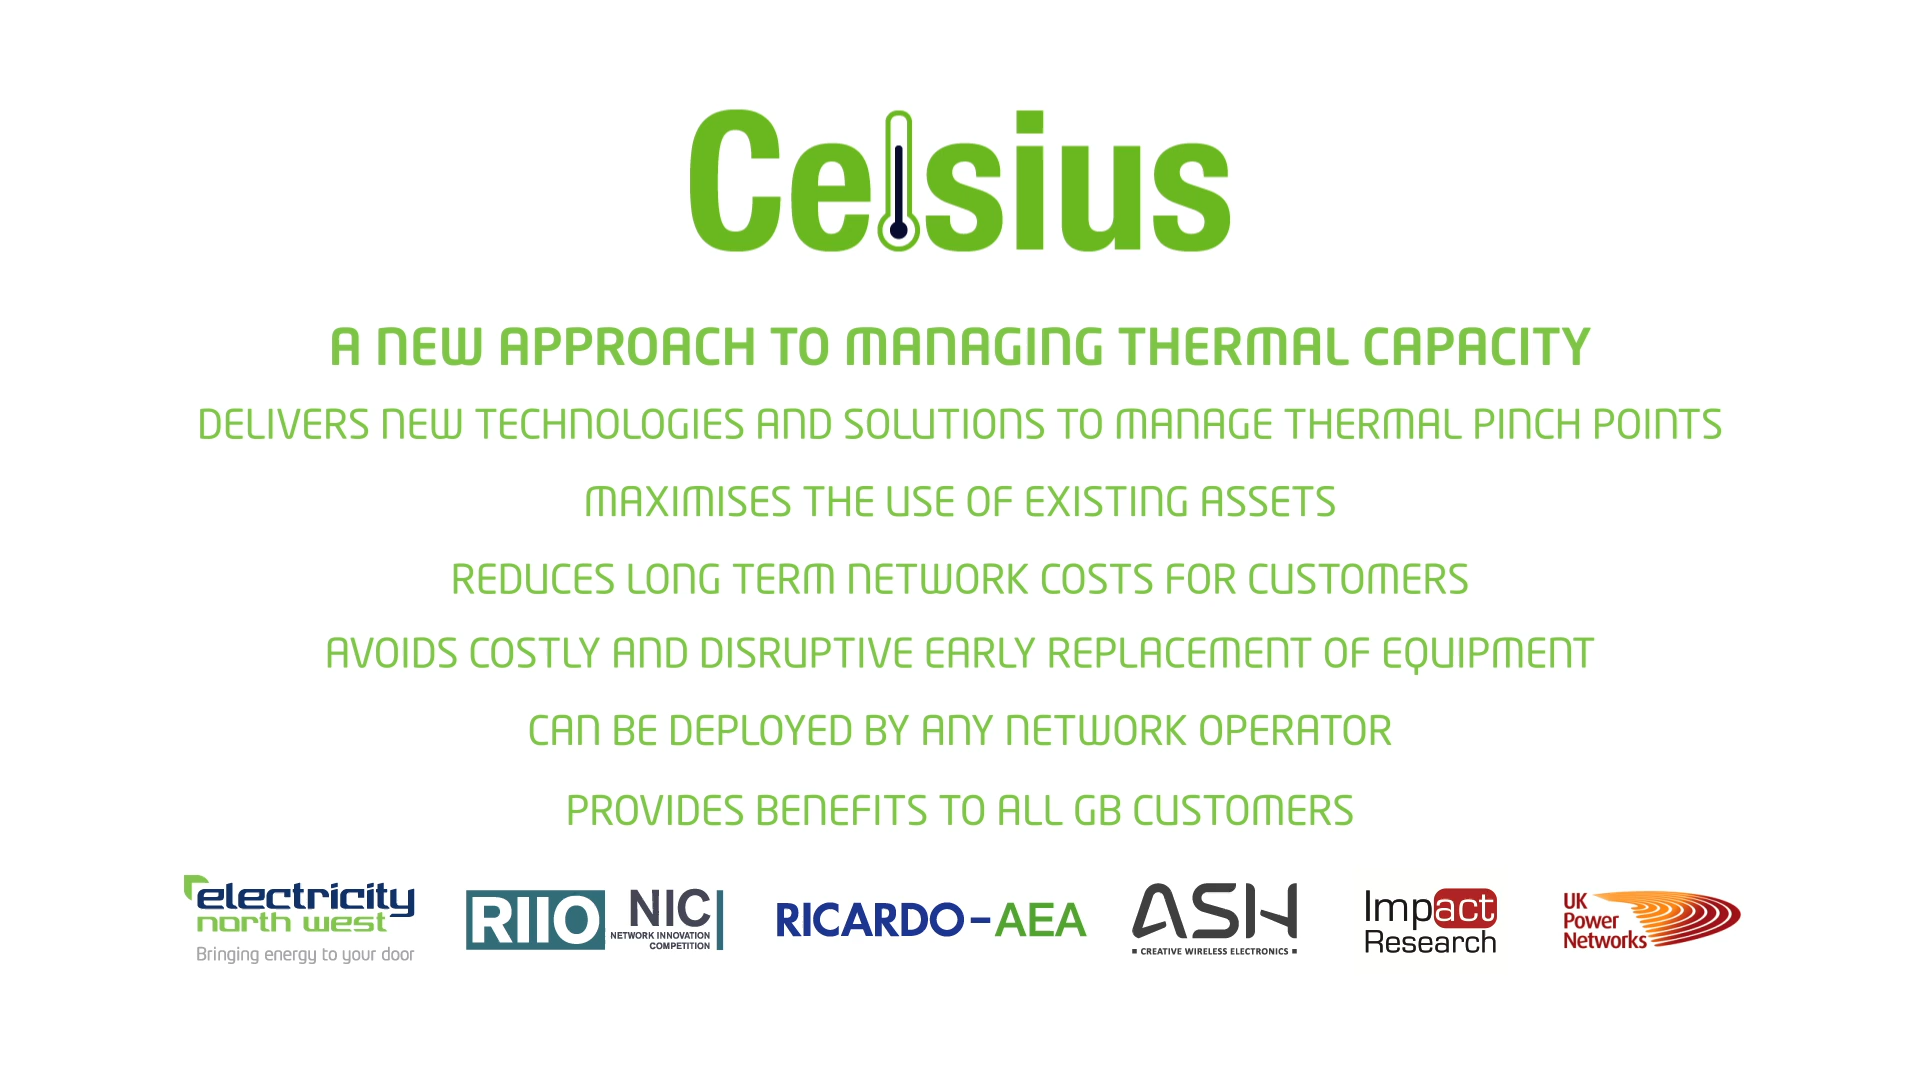 Celsius
A NEW APPROACH TO MANAGING THERMAL CAPACITY
DELIVERS NEW TECHNOLOGIES AND SOLUTIONS TO MANAGE THERMAL PINCH POINTS
MAXIMISES THE USE OF EXISTING ASSETS
REDUCES LONG TERM NETWORK COSTS FOR CUSTOMERS
AVOIDS COSTLY AND DISRUPTIVE EARLY REPLACEMENT OF EQUIPMENT
CAN BE DEPLOYED BY ANY NETWORK OPERATOR
PROVIDES BENEFITS TO ALL GB CUSTOMERS
electricity
north west
Bringing energy to your door
RIIO
NIC
NETWORK INNOVATION
COMPETITION
RICARDO-AEA
ASH
CREATIVE WIRELESS ELECTRONICS
Impact
Research
UK
Power
Networks